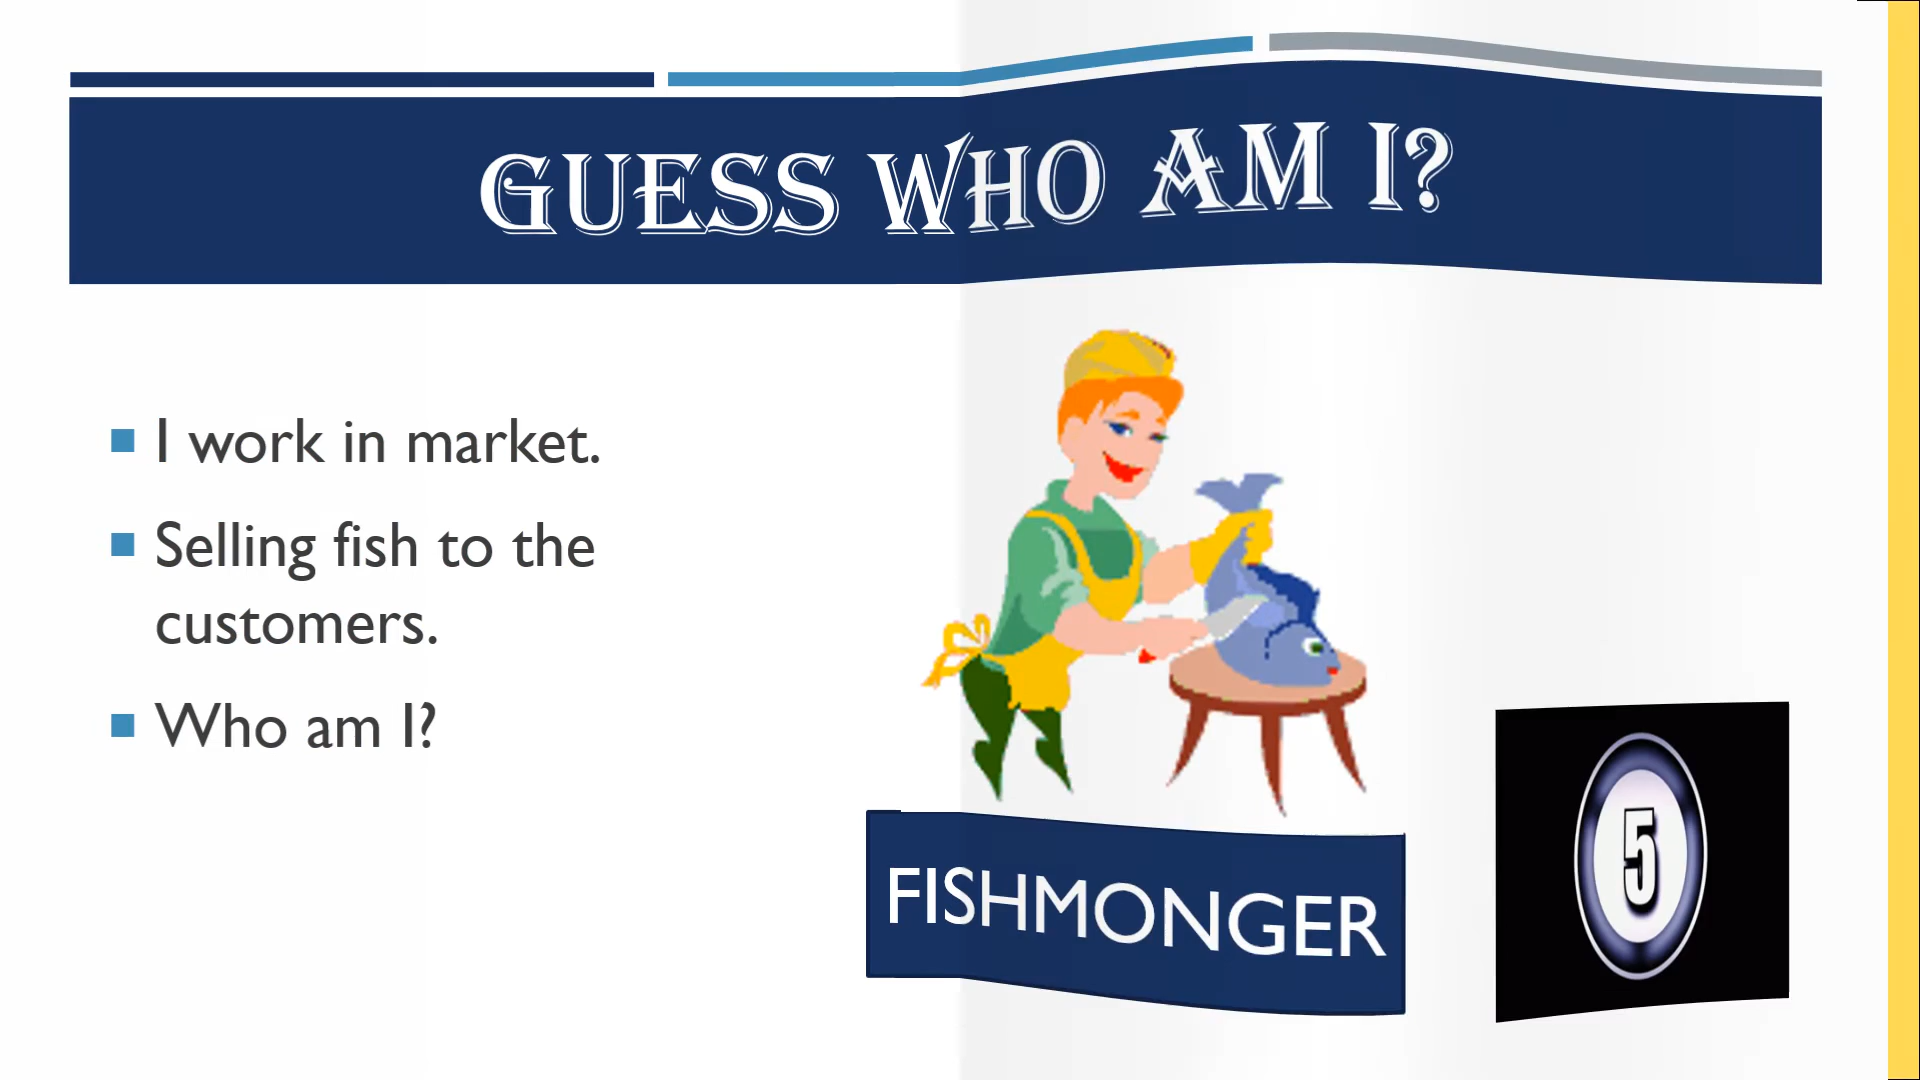 GUESS WHO AM I?
I work in market.
Selling fish to the
customers.
Who am I?
FISHMONGER
5